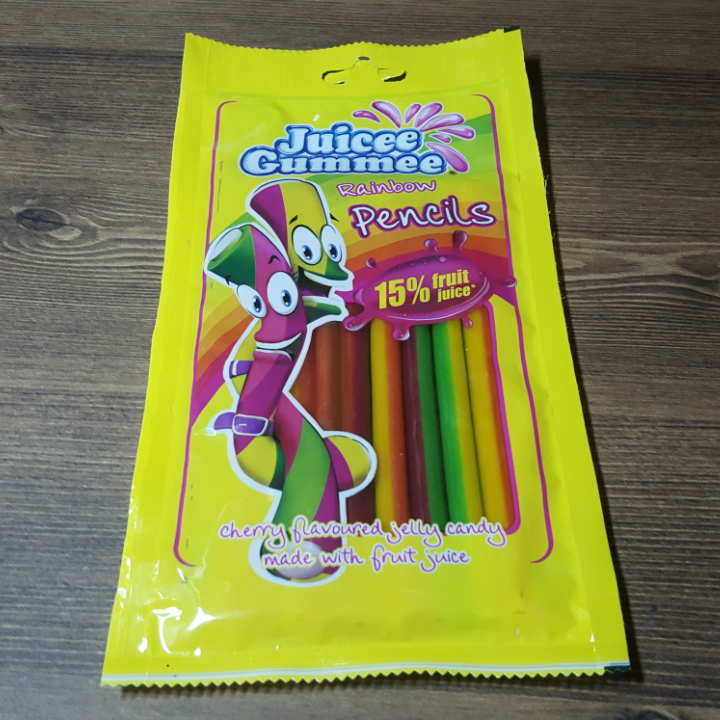 Juicee
Gummee
Rainbow
Pencils
15% fruit
juice*
cherry flavoured jelly candy
made with fruit juice